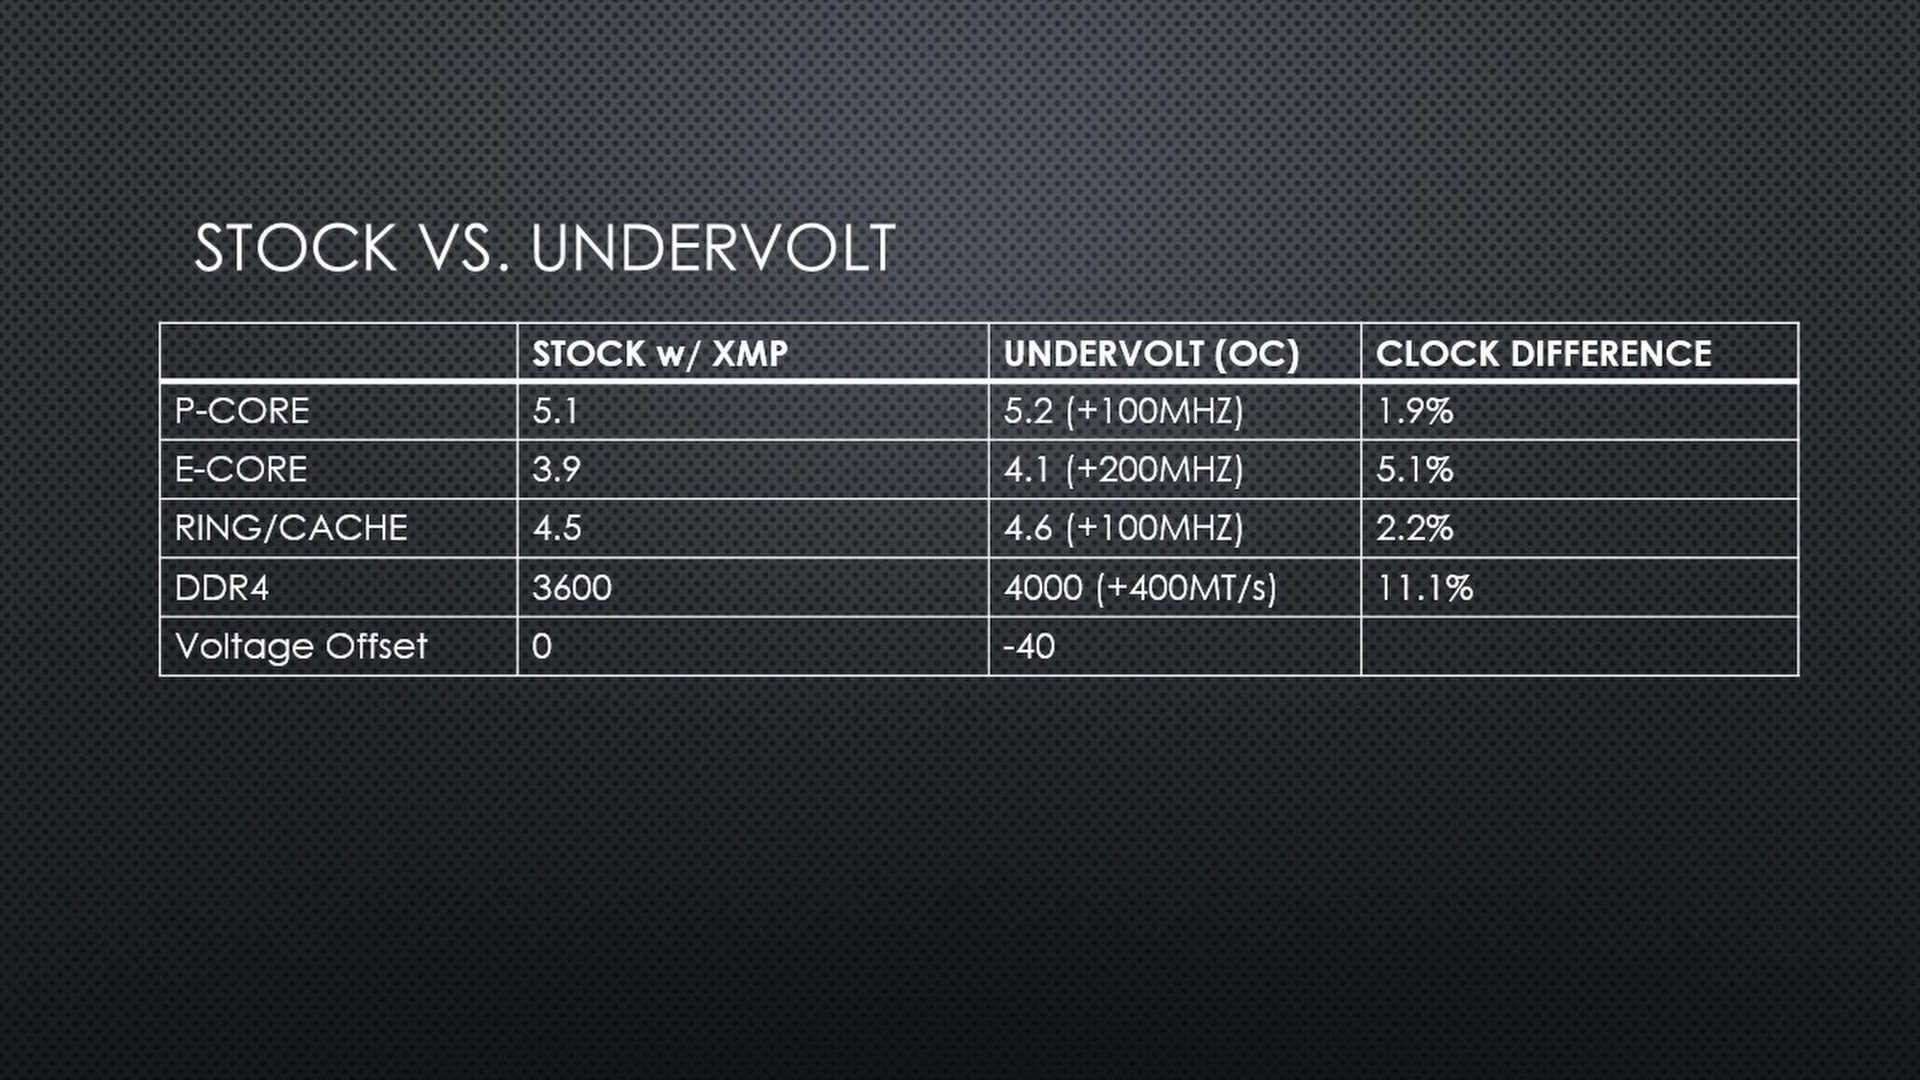 STOCK VS. UNDERVOLT
STOCK w/ XMP UNDERVOLT (OC) CLOCK DIFFERENCE
P-CORE 5.1 5.2 (+100MHZ) 1.9%
E-CORE 3.9 4.1 (+200MHZ) 5.1%
RING/CACHE 4.5 4.6 (+100MHZ) 2.2%
DDR4 3600 4000 (+400MT/s) 11.1%
Voltage Offset 0 -40